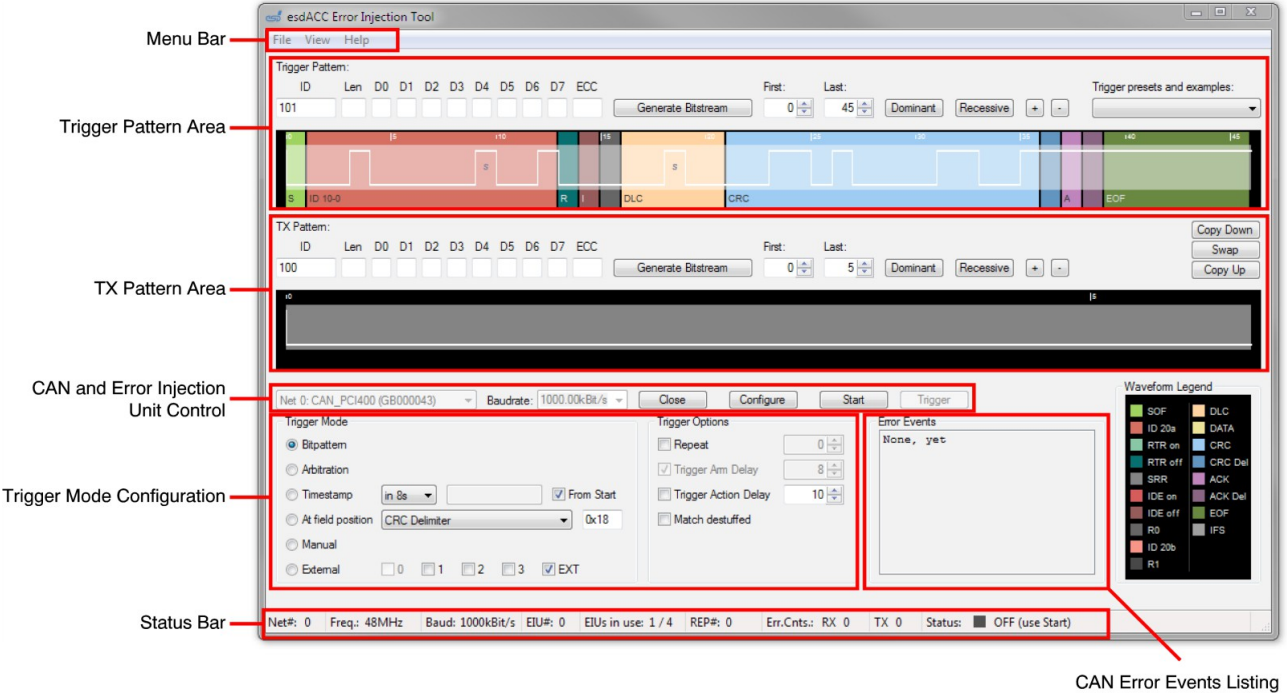 esd esdACC Error Injection Tool
Menu Bar
File View Help
Trigger Pattern:
ID Len D0 D1 D2 D3 D4 D5 D6 D7 ECC First: Last: Trigger presets and examples:
101 Generate Bitstream 0 45 Dominant Recessive + -
Trigger Pattern Area
0 5 10 15 20 25 30 35 40 45
S S
S ID 10-0 R I DLC CRC A EOF
TX Pattern:
Copy Down
ID Len D0 D1 D2 D3 D4 D5 D6 D7 ECC First: Last:
Swap
100 Generate Bitstream 0 5 Dominant Recessive + -
Copy Up
TX Pattern Area
0 5
CAN and Error Injection
Unit Control
Net 0: CAN_PCI400 (GB000043) Baudrate: 1000.00kBit/s Close Configure Start Trigger
Waveform Legend
Trigger Mode Trigger Options Error Events
SOF DLC
Bitpattern Repeat 0 None, yet
ID 20a DATA
RTR on CRC
Arbitration Trigger Arm Delay 8
RTR off CRC Del
SRR ACK
Trigger Mode Configuration
Timestamp in 8s From Start Trigger Action Delay 10
IDE on ACK Del
IDE off EOF
At field position CRC Delimiter 0x18 Match destuffed
R0 IFS
Manual
ID 20b
R1
External 0 1 2 3 EXT
Status Bar
Net#: 0 Freq.: 48MHz Baud: 1000kBit/s EIU#: 0 EIUs in use: 1 / 4 REP#: 0 Err.Cnts.: RX 0 TX 0 Status: OFF (use Start)
CAN Error Events Listing